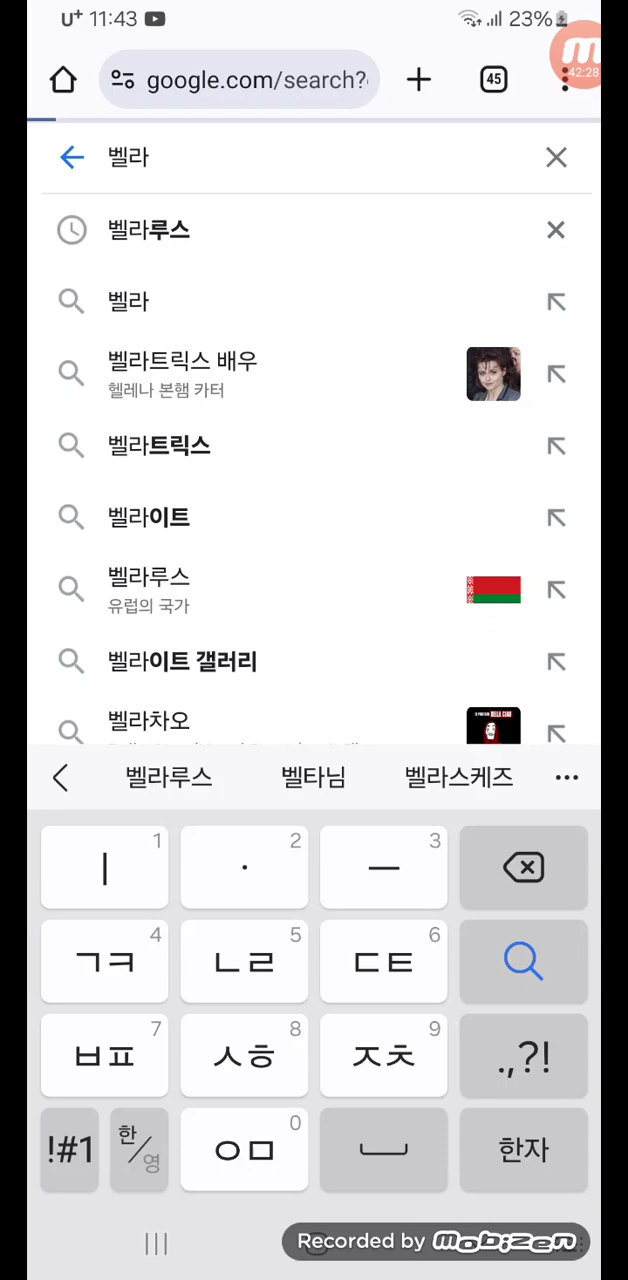 U+ 11:43 23%
google.com/search? 45
42:28
벨라
벨라루스
벨라
벨라트릭스 배우
헬레나 본햄 카터
벨라트릭스
벨라이트
벨라루스
유럽의 국가
벨라이트 갤러리
벨라차오
BELLA CIAO
벨라루스 벨타님 벨라스케즈 ...
ㅣ 1 · 2 ㅡ 3
ㄱㅋ 4 ㄴㄹ 5 ㄷㅌ 6
ㅂㅍ 7 ㅅㅎ 8 ㅈㅊ 9 .,?!
!#1 한/영 ㅇㅁ 0 한자
Recorded by mobizen